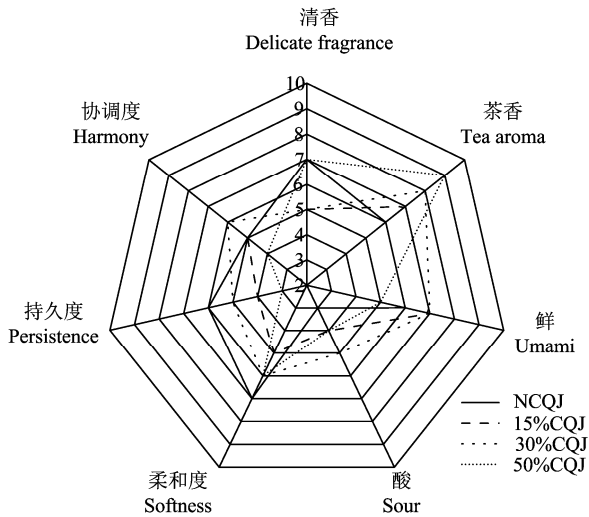 清香
Delicate fragrance
10
9
8
7
6
5
4
3
2
协调度
Harmony
茶香
Tea aroma
持久度
Persistence
鲜
Umami
柔和度
Softness
酸
Sour
NCQJ
15%CQJ
30%CQJ
50%CQJ